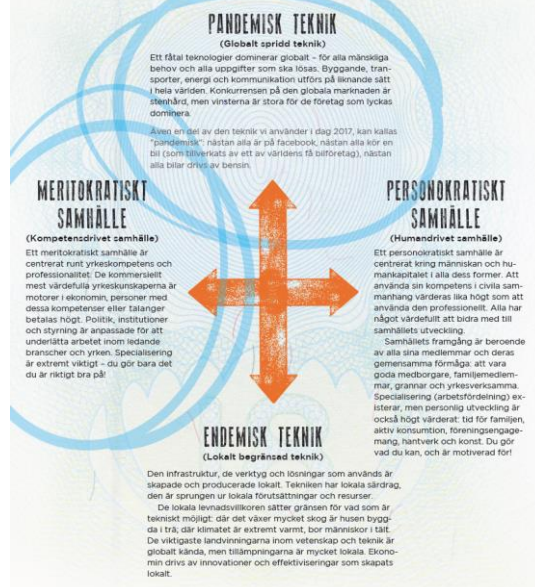 PANDEMISK TEKNIK
(Globalt spridd teknik)
Ett fåtal teknologier dominerar globalt – för alla mänskliga
behov och alla uppgifter som ska lösas. Byggande, tran-
sporter, energi och kommunikation utförs på liknande sätt
i hela världen. Konkurrensen på den globala marknaden är
stenhård, men vinsterna är stora för de företag som lyckas
dominera.
Även en del av den teknik vi använder i dag 2017, kan kallas
"pandemisk": nästan alla är på facebook, nästan alla kör en
bil (som tillverkats av ett av världens få bilföretag), nästan
alla bilar drivs av bensin.
MERITOKRATISKT
SAMHÄLLE
(Kompetensdrivet samhälle)
Ett meritokratiskt samhälle är
centrerat runt yrkeskompetens och
professionalitet. De kommersiellt
mest värdefulla yrkeskunskaperna är
motorer i ekonomin, personer med
dessa kompetenser eller talanger
betalas högt. Politik, institutioner
och styrning är anpassade för att
underlätta arbetet inom ledande
branscher och yrken. Specialisering
är extremt viktigt – du gör bara det
du är riktigt bra på!
PERSONOKRATISKT
SAMHÄLLE
(Humandrivet samhälle)
Ett personokratiskt samhälle är
centrerat kring människan och hu-
mankapitalet i alla dess former. Att
använda sin kompetens i civila sam-
manhang värderas lika högt som att
använda den professionellt. Alla har
något värdefullt att bidra med till
samhällets utveckling.
Samhällets framgång är beroende
av alla sina medlemmar och deras
gemensamma förmåga: att vara
goda medborgare, familjemedlem-
mar, grannar och yrkesverksamma.
Specialisering (arbetsfördelning) ex-
isterar, men personlig utveckling är
också högt värderat: tid för familjen,
aktiv konsumtion, föreningsengage-
mang, hantverk och konst. Du gör
vad du kan, och är motiverad för!
ENDEMISK TEKNIK
(Lokalt begränsad teknik)
Den infrastruktur, de verktyg och lösningar som används är
skapade och producerade lokalt. Tekniken har lokala särdrag,
den är sprungen ur lokala förutsättningar och resurser.
De lokala levnadsvillkoren sätter gränsen för vad som är
tekniskt möjligt: där det växer mycket skog är husen bygg-
da i trä; där klimatet är extremt varmt, bor människor i tält.
De viktigaste landvinningarna inom vetenskap och teknik är
globalt kända, men tillämpningarna är mycket lokala. Ekono-
min drivs av innovationer och effektiviseringar som skapats
lokalt.